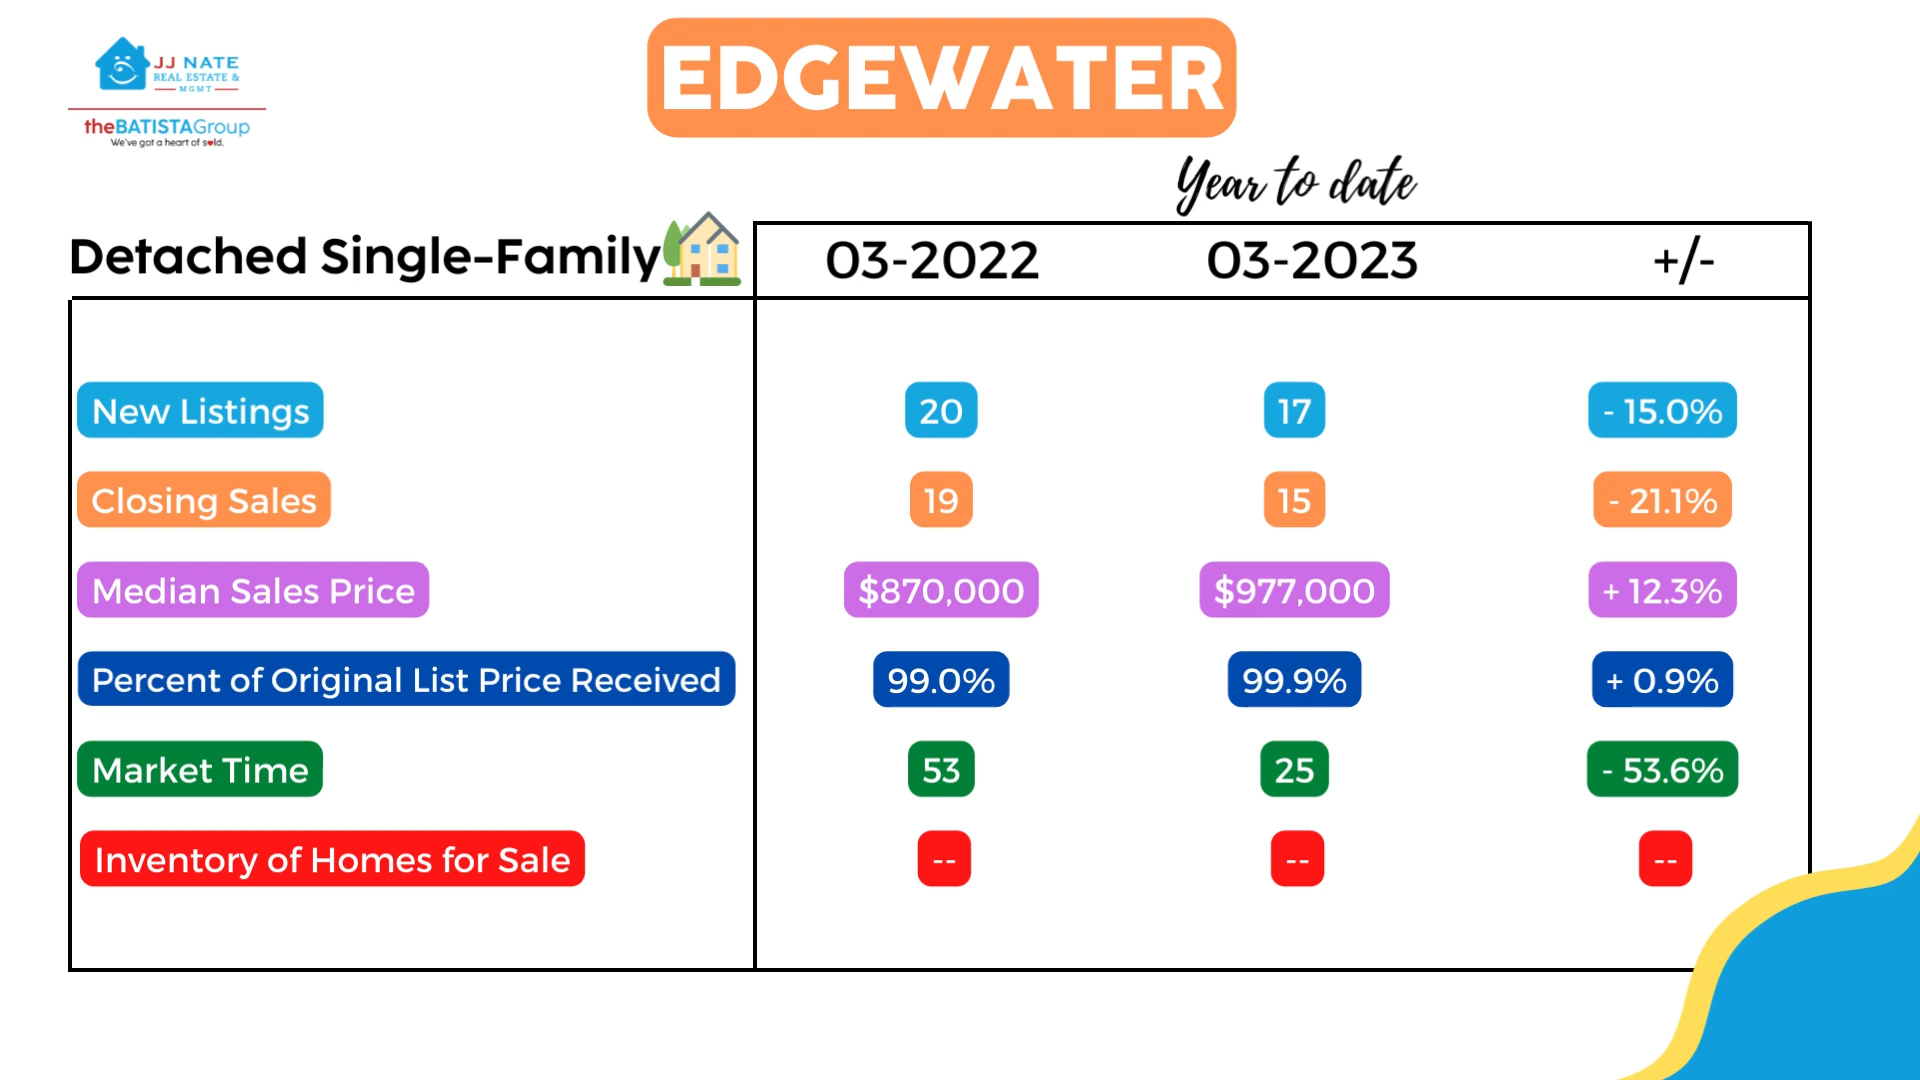 JJ NATE
REAL ESTATE &
MGMT
theBATISTAGroup
We've got a heart of sold.
EDGEWATER
Year to date
Detached Single-Family 03-2022 03-2023 +/-
New Listings 20 17 - 15.0%
Closing Sales 19 15 - 21.1%
Median Sales Price $870,000 $977,000 + 12.3%
Percent of Original List Price Received 99.0% 99.9% + 0.9%
Market Time 53 25 - 53.6%
Inventory of Homes for Sale -- -- --